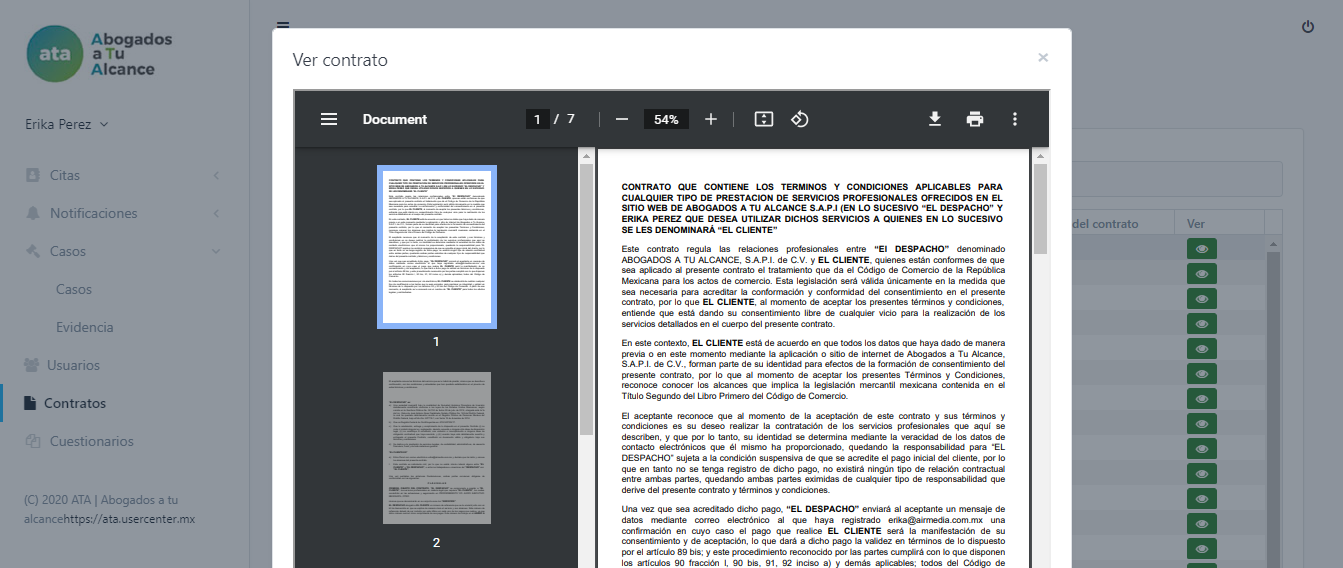 ata
Abogados
a Tu
Alcance
Erika Perez
Citas
Notificaciones
Casos
Casos
Evidencia
Usuarios
Contratos
Cuestionarios
(C) 2020 ATA | Abogados a tu
alcancehttps://ata.usercenter.mx
Ver contrato
×
Document
1 / 7
54%
1
2
CONTRATO QUE CONTIENE LOS TERMINOS Y CONDICIONES APLICABLES PARA
CUALQUIER TIPO DE PRESTACION DE SERVICIOS PROFESIONALES OFRECIDOS EN EL
SITIO WEB DE ABOGADOS A TU ALCANCE S.A.P.I (EN LO SUCESIVO “EL DESPACHO” Y
ERIKA PEREZ QUE DESEA UTILIZAR DICHOS SERVICIOS A QUIENES EN LO SUCESIVO
SE LES DENOMINARÁ “EL CLIENTE”
Este contrato regula las relaciones profesionales entre “El DESPACHO” denominado
ABOGADOS A TU ALCANCE, S.A.P.I. de C.V. y EL CLIENTE, quienes están conformes de que
sea aplicado al presente contrato el tratamiento que da el Código de Comercio de la República
Mexicana para los actos de comercio. Esta legislación será válida únicamente en la medida que
sea necesaria para acreditar la conformación y conformidad del consentimiento en el presente
contrato, por lo que EL CLIENTE, al momento de aceptar los presentes términos y condiciones,
entiende que está dando su consentimiento libre de cualquier vicio para la realización de los
servicios detallados en el cuerpo del presente contrato.
En este contexto, EL CLIENTE está de acuerdo en que todos los datos que haya dado de manera
previa o en este momento mediante la aplicación o sitio de internet de Abogados a Tu Alcance,
S.A.P.I. de C.V., forman parte de su identidad para efectos de la formación de consentimiento del
presente contrato, por lo que al momento de aceptar los presentes Términos y Condiciones,
reconoce conocer los alcances que implica la legislación mercantil mexicana contenida en el
Título Segundo del Libro Primero del Código de Comercio.
El aceptante reconoce que al momento de la aceptación de este contrato y sus términos y
condiciones es su deseo realizar la contratación de los servicios profesionales que aquí se
describen, y que por lo tanto, su identidad se determina mediante la veracidad de los datos de
contacto electrónicos que él mismo ha proporcionado, quedando la responsabilidad para “EL
DESPACHO” sujeta a la condición suspensiva de que se acredite el pago inicial del cliente, por lo
que en tanto no se tenga registro de dicho pago, no existirá ningún tipo de relación contractual
entre ambas partes, quedando ambas partes eximidas de cualquier tipo de responsabilidad que
derive del presente contrato y términos y condiciones.
Una vez que sea acreditado dicho pago, “EL DESPACHO” enviará al aceptante un mensaje de
datos mediante correo electrónico al que haya registrado erika@airmedia.com.mx una
confirmación en cuyo caso el pago que realice EL CLIENTE será la manifestación de su
consentimiento y de aceptación, lo que dará a dicho pago la validez en términos de lo dispuesto
por el artículo 89 bis; y este procedimiento reconocido por las partes cumplirá con lo que disponen
los artículos 90 fracción I, 90 bis, 91, 92 inciso a) y demás aplicables; todos del Código de
del contrato
Ver